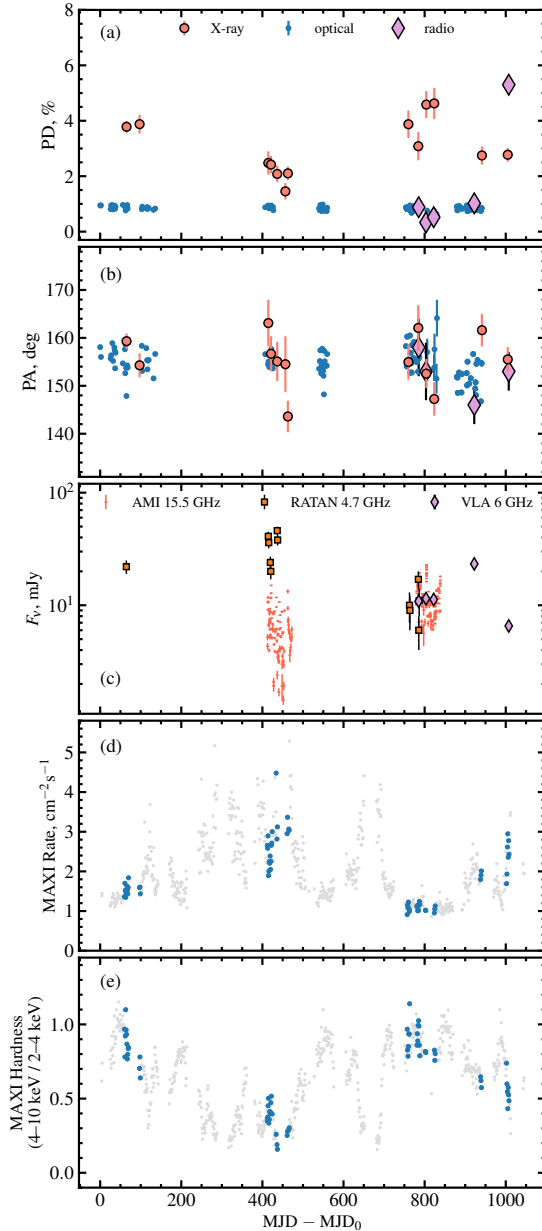 (a)
X-ray
optical
radio
8
6
4
2
0
PD, %
(b)
170
160
150
140
PA, deg
AMI 15.5 GHz
RATAN 4.7 GHz
VLA 6 GHz
10²
10¹
Fν, mJy
(c)
(d)
5
4
3
2
1
0
MAXI Rate, cm⁻² s⁻¹
(e)
1.0
0.5
0.0
MAXI Hardness
(4–10 keV / 2–4 keV)
0
200
400
600
800
1000
MJD − MJD₀